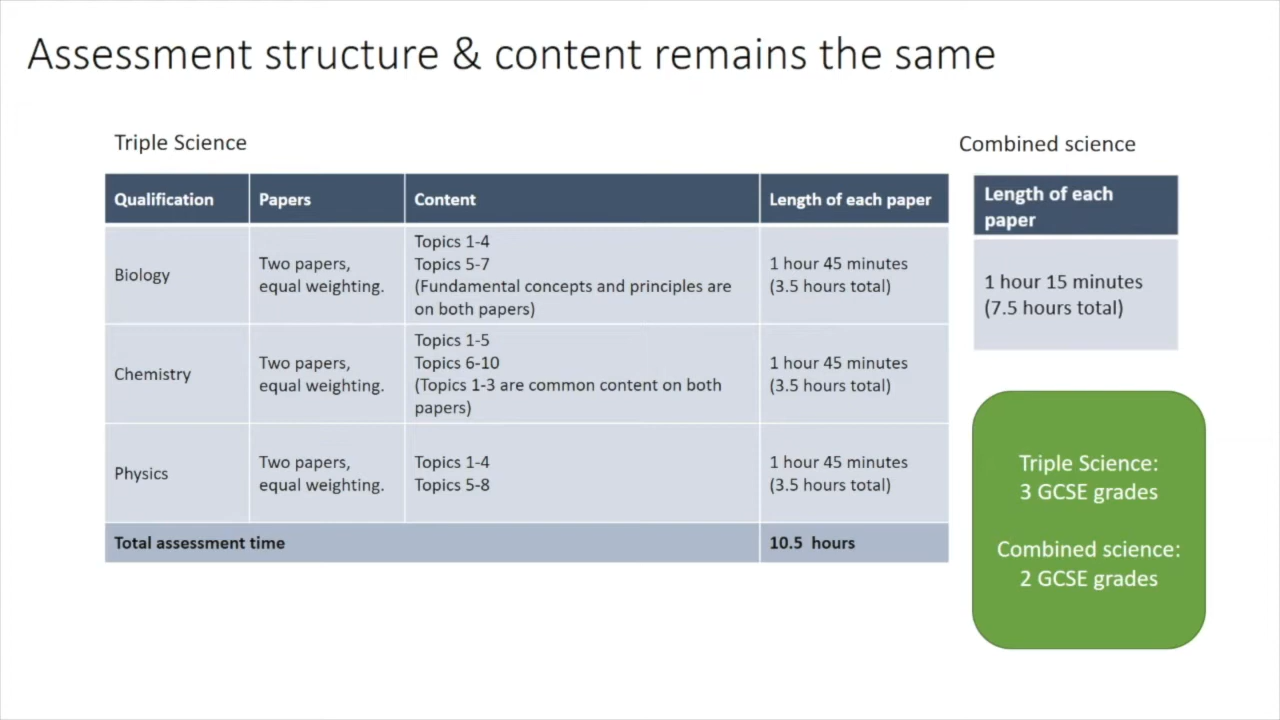 Assessment structure & content remains the same
Triple Science
Qualification
Papers
Content
Length of each paper
Biology
Two papers,
equal weighting.
Topics 1-4
Topics 5-7
(Fundamental concepts and principles are
on both papers)
1 hour 45 minutes
(3.5 hours total)
Chemistry
Two papers,
equal weighting.
Topics 1-5
Topics 6-10
(Topics 1-3 are common content on both
papers)
1 hour 45 minutes
(3.5 hours total)
Physics
Two papers,
equal weighting.
Topics 1-4
Topics 5-8
1 hour 45 minutes
(3.5 hours total)
Total assessment time
10.5 hours
Combined science
Length of each
paper
1 hour 15 minutes
(7.5 hours total)
Triple Science:
3 GCSE grades
Combined science:
2 GCSE grades